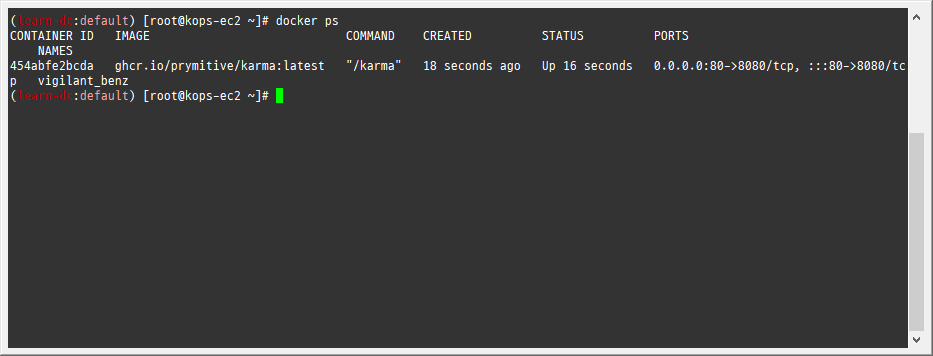 (learn-dc:default) [root@kops-ec2 ~]# docker ps
CONTAINER ID   IMAGE                             COMMAND    CREATED          STATUS          PORTS
    NAMES
454abfe2bcda   ghcr.io/prymitive/karma:latest   "/karma"   18 seconds ago   Up 16 seconds   0.0.0.0:80->8080/tcp, :::80->8080/tc
p   vigilant_benz
(learn-dc:default) [root@kops-ec2 ~]#